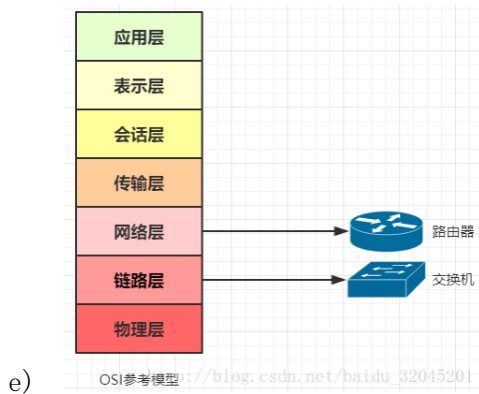 应用层
表示层
会话层
传输层
网络层
路由器
链路层
交换机
物理层
e)
OSI参考模型
://blog.csdn.net/baidu_32045201